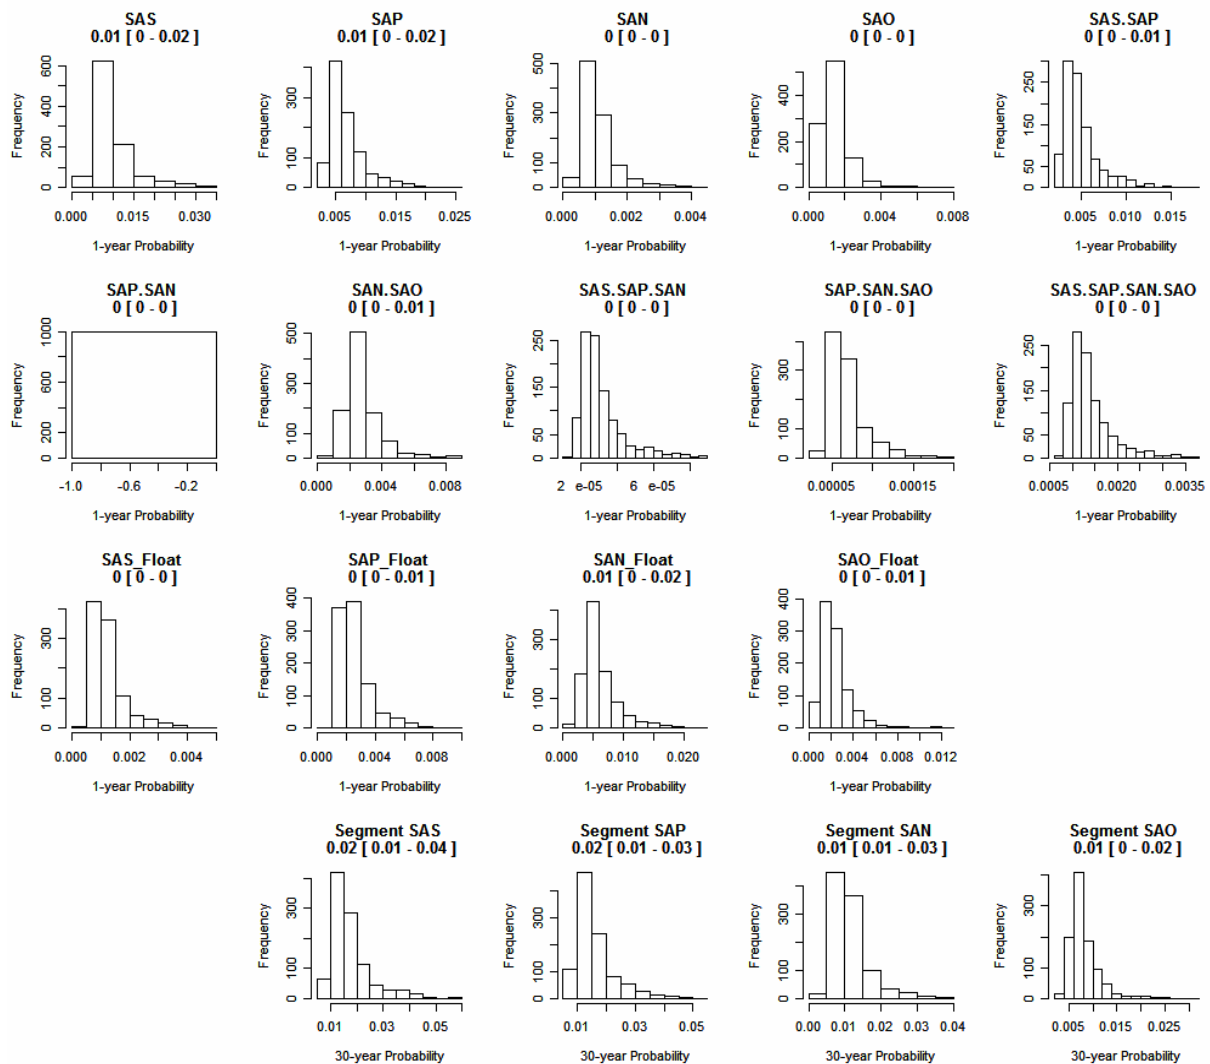 SAS
0.01 [ 0 - 0.02 ]
Frequency
0 200 400 600
0.000 0.015 0.030
1-year Probability
SAP
0.01 [ 0 - 0.02 ]
Frequency
0 100 300
0.005 0.015 0.025
1-year Probability
SAN
0 [ 0 - 0 ]
Frequency
0 100 300 500
0.000 0.002 0.004
1-year Probability
SAO
0 [ 0 - 0 ]
Frequency
0 100 300
0.000 0.004 0.008
1-year Probability
SAS.SAP
0 [ 0 - 0.01 ]
Frequency
0 50 150 250
0.005 0.010 0.015
1-year Probability
SAP.SAN
0 [ 0 - 0 ]
Frequency
0 200 600 1000
-1.0 -0.6 -0.2
1-year Probability
SAN.SAO
0 [ 0 - 0.01 ]
Frequency
0 100 300 500
0.000 0.004 0.008
1-year Probability
SAS.SAP.SAN
0 [ 0 - 0 ]
Frequency
0 50 150 250
2 e-05 6 e-05
1-year Probability
SAP.SAN.SAO
0 [ 0 - 0 ]
Frequency
0 100 300
0.00005 0.00015
1-year Probability
SAS.SAP.SAN.SAO
0 [ 0 - 0 ]
Frequency
0 50 150 250
0.0005 0.0020 0.0035
1-year Probability
SAS_Float
0 [ 0 - 0 ]
Frequency
0 100 300
0.000 0.002 0.004
1-year Probability
SAP_Float
0 [ 0 - 0.01 ]
Frequency
0 100 200 300 400
0.000 0.004 0.008
1-year Probability
SAN_Float
0.01 [ 0 - 0.02 ]
Frequency
0 100 300
0.000 0.010 0.020
1-year Probability
SAO_Float
0 [ 0 - 0.01 ]
Frequency
0 100 200 300 400
0.000 0.004 0.008 0.012
1-year Probability
Segment SAS
0.02 [ 0.01 - 0.04 ]
Frequency
0 100 300
0.01 0.03 0.05
30-year Probability
Segment SAP
0.02 [ 0.01 - 0.03 ]
Frequency
0 100 300
0.01 0.03 0.05
30-year Probability
Segment SAN
0.01 [ 0.01 - 0.03 ]
Frequency
0 100 300
0.00 0.01 0.02 0.03 0.04
30-year Probability
Segment SAO
0.01 [ 0 - 0.02 ]
Frequency
0 100 300
0.005 0.015 0.025
30-year Probability